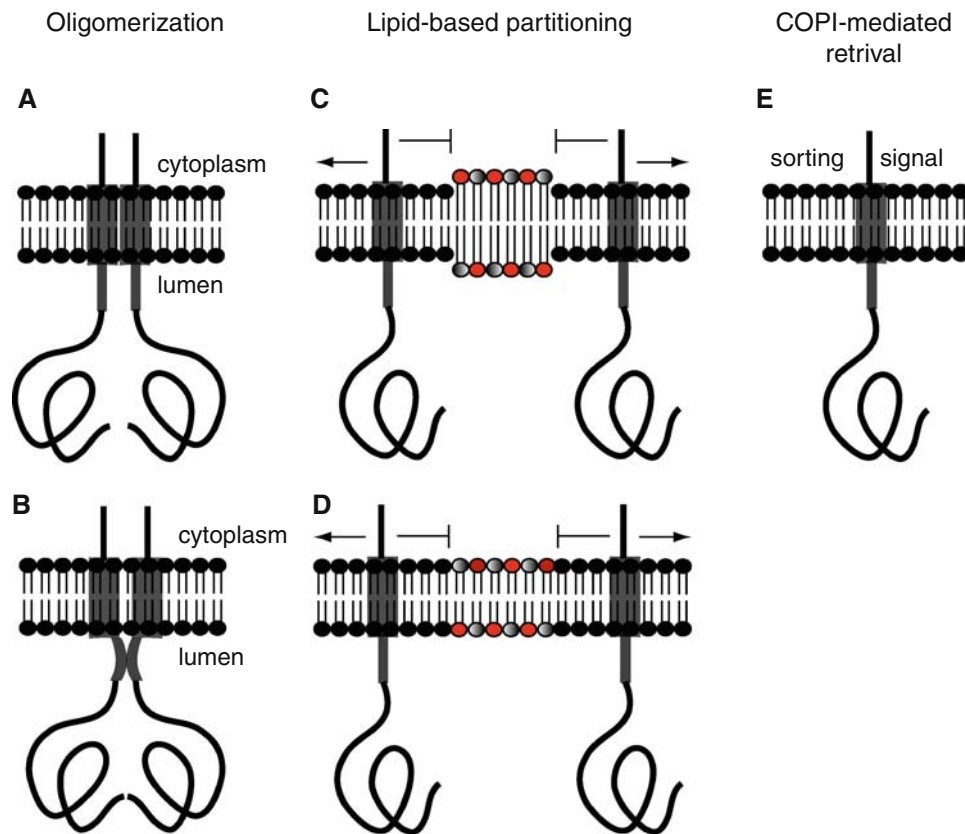 Oligomerization
Lipid-based partitioning
COPI-mediated
retrival
A
cytoplasm
lumen
C
E
sorting signal
B
cytoplasm
lumen
D